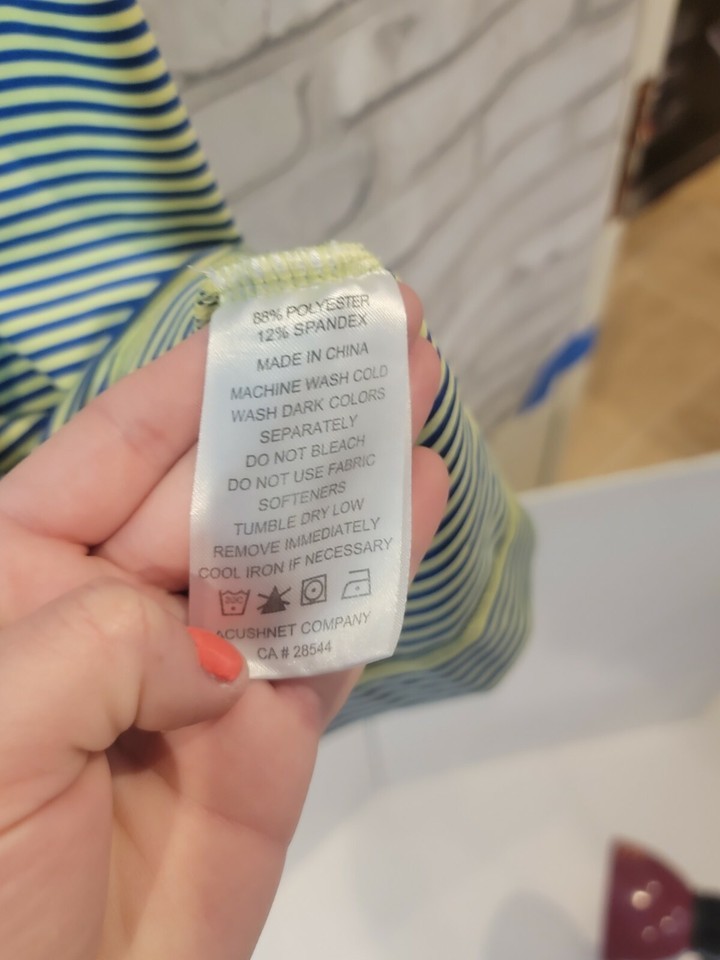 88% POLYESTER
12% SPANDEX
MADE IN CHINA
MACHINE WASH COLD
WASH DARK COLORS
SEPARATELY
DO NOT BLEACH
DO NOT USE FABRIC
SOFTENERS
TUMBLE DRY LOW
REMOVE IMMEDIATELY
COOL IRON IF NECESSARY
30C
ACUSHNET COMPANY
CA # 28544